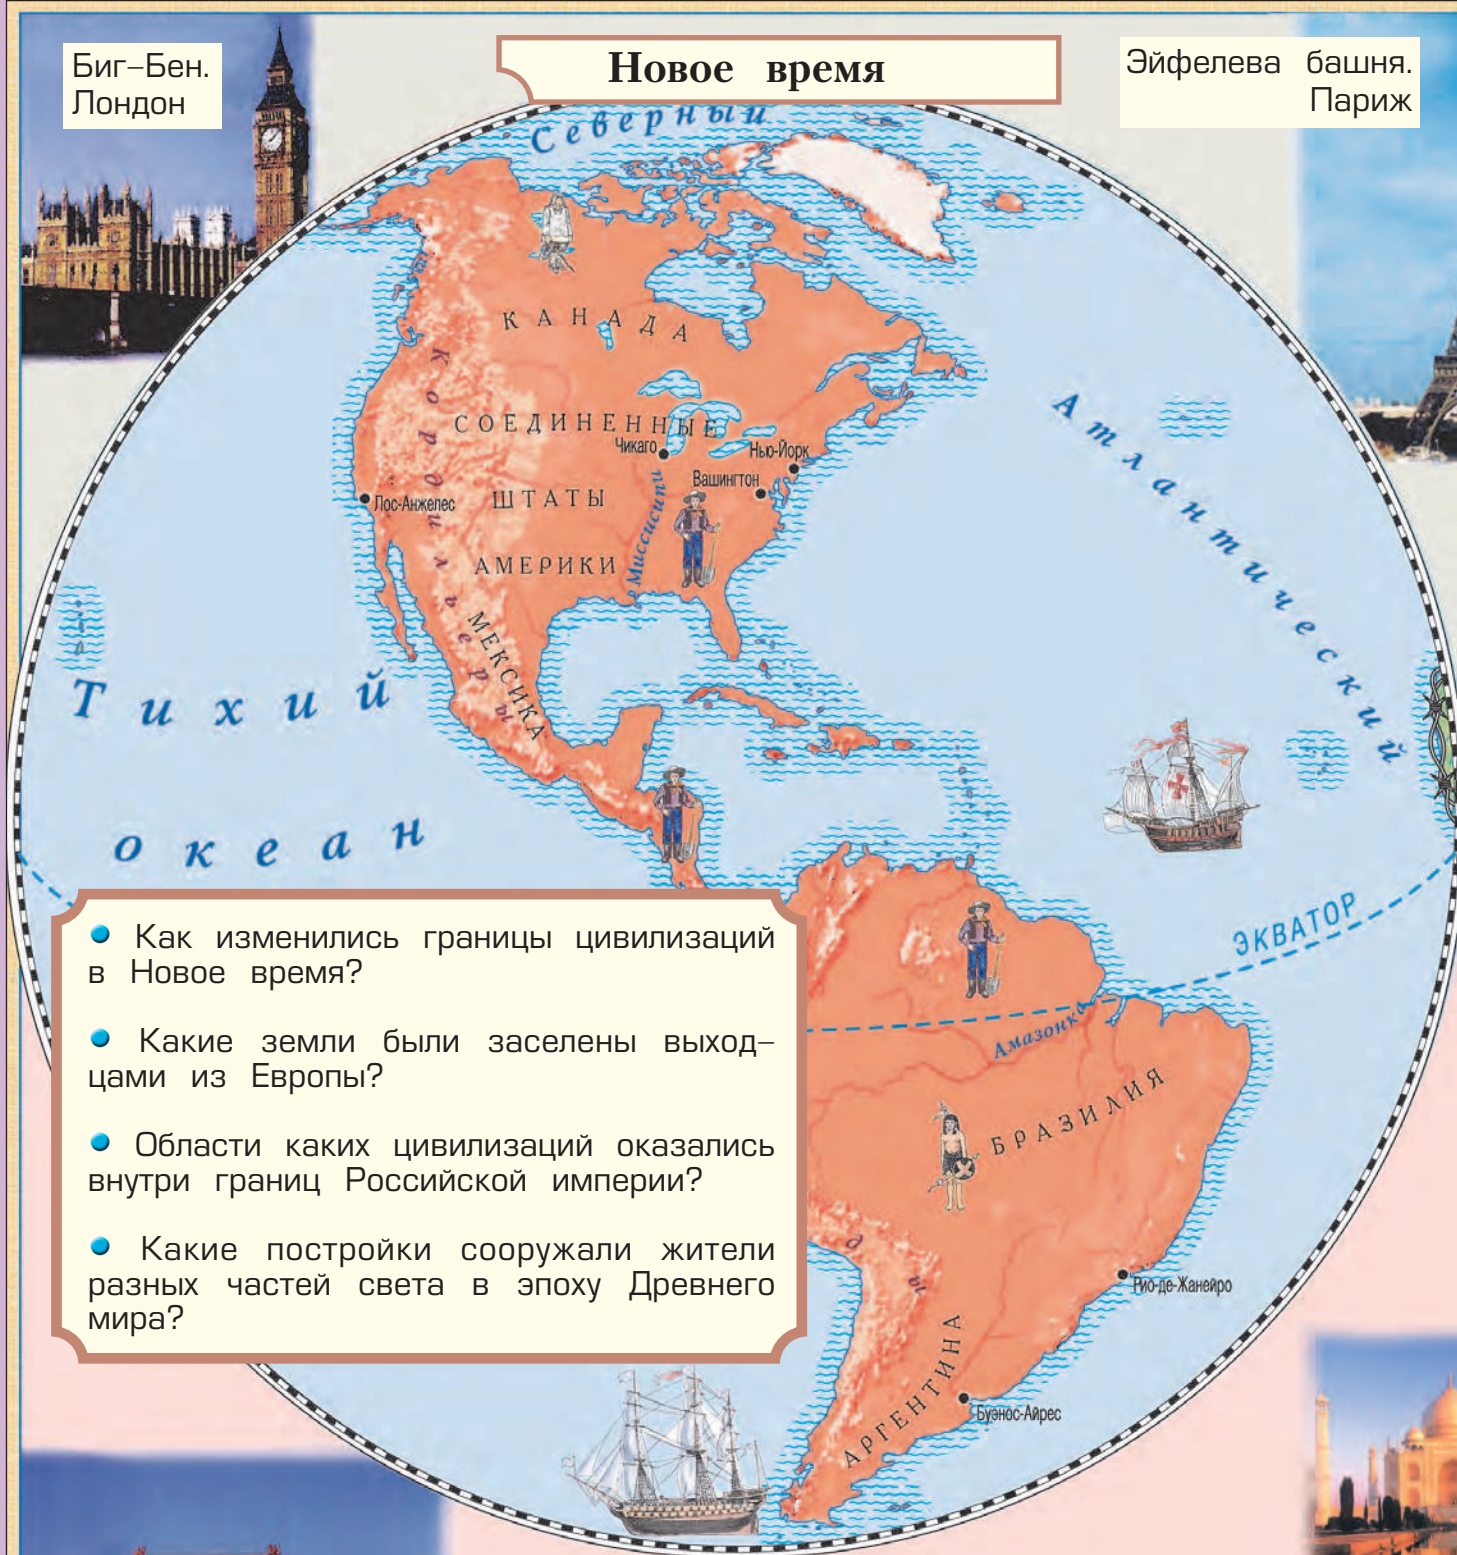 Биг–Бен.
Лондон
Новое время
Эйфелева башня.
Париж
Северный
КАНАДА
Кордильеры
СОЕДИНЕННЫЕ
Чикаго
Нью-Йорк
Вашингтон
Лос-Анжелес
ШТАТЫ
Миссисипи
АМЕРИКИ
МЕКСИКА
Атлантический
Тихий
океан
ЭКВАТОР
Амазонка
БРАЗИЛИЯ
ды
Рио-де-Жанейро
АРГЕНТИНА
Буэнос-Айрес
• Как изменились границы цивилизаций
в Новое время?
• Какие земли были заселены выход–
цами из Европы?
• Области каких цивилизаций оказались
внутри границ Российской империи?
• Какие постройки сооружали жители
разных частей света в эпоху Древнего
мира?